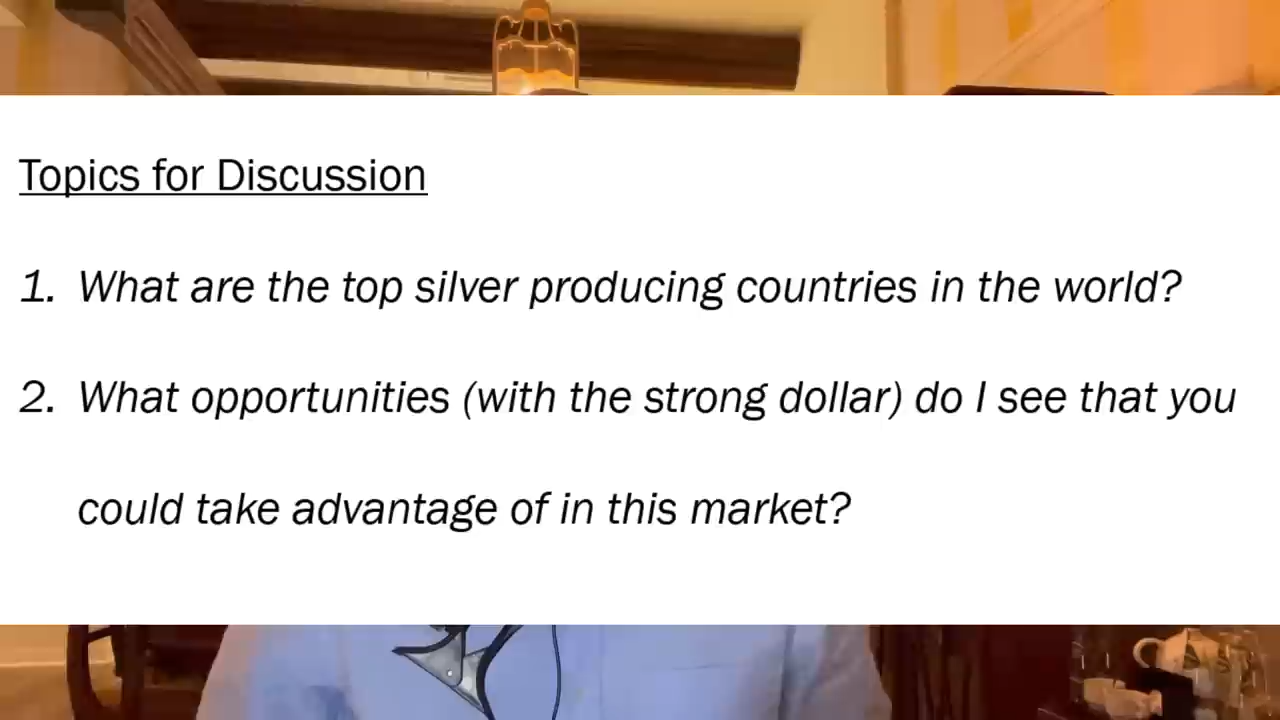 Topics for Discussion
1. What are the top silver producing countries in the world?
2. What opportunities (with the strong dollar) do I see that you
could take advantage of in this market?